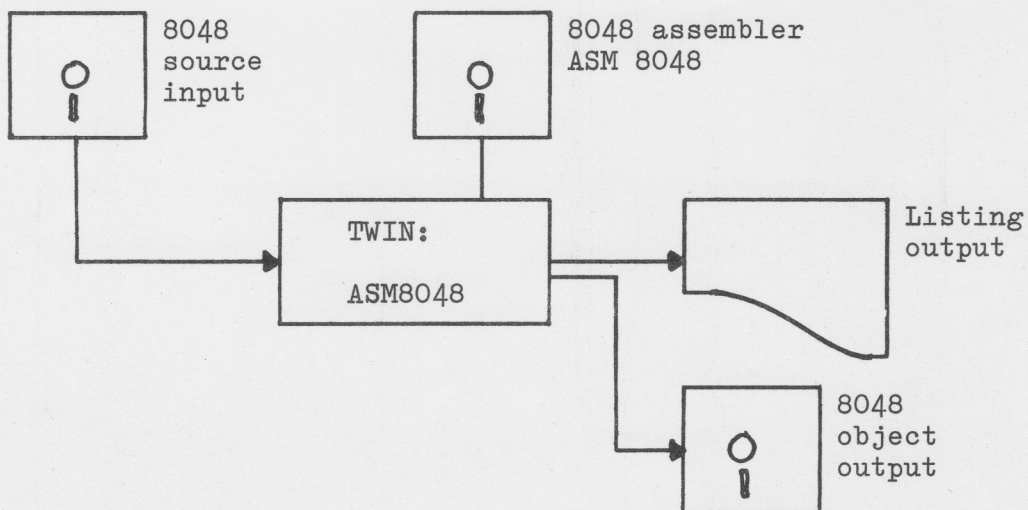 8048
source
input
8048 assembler
ASM 8048
TWIN:
ASM8048
Listing
output
8048
object
output